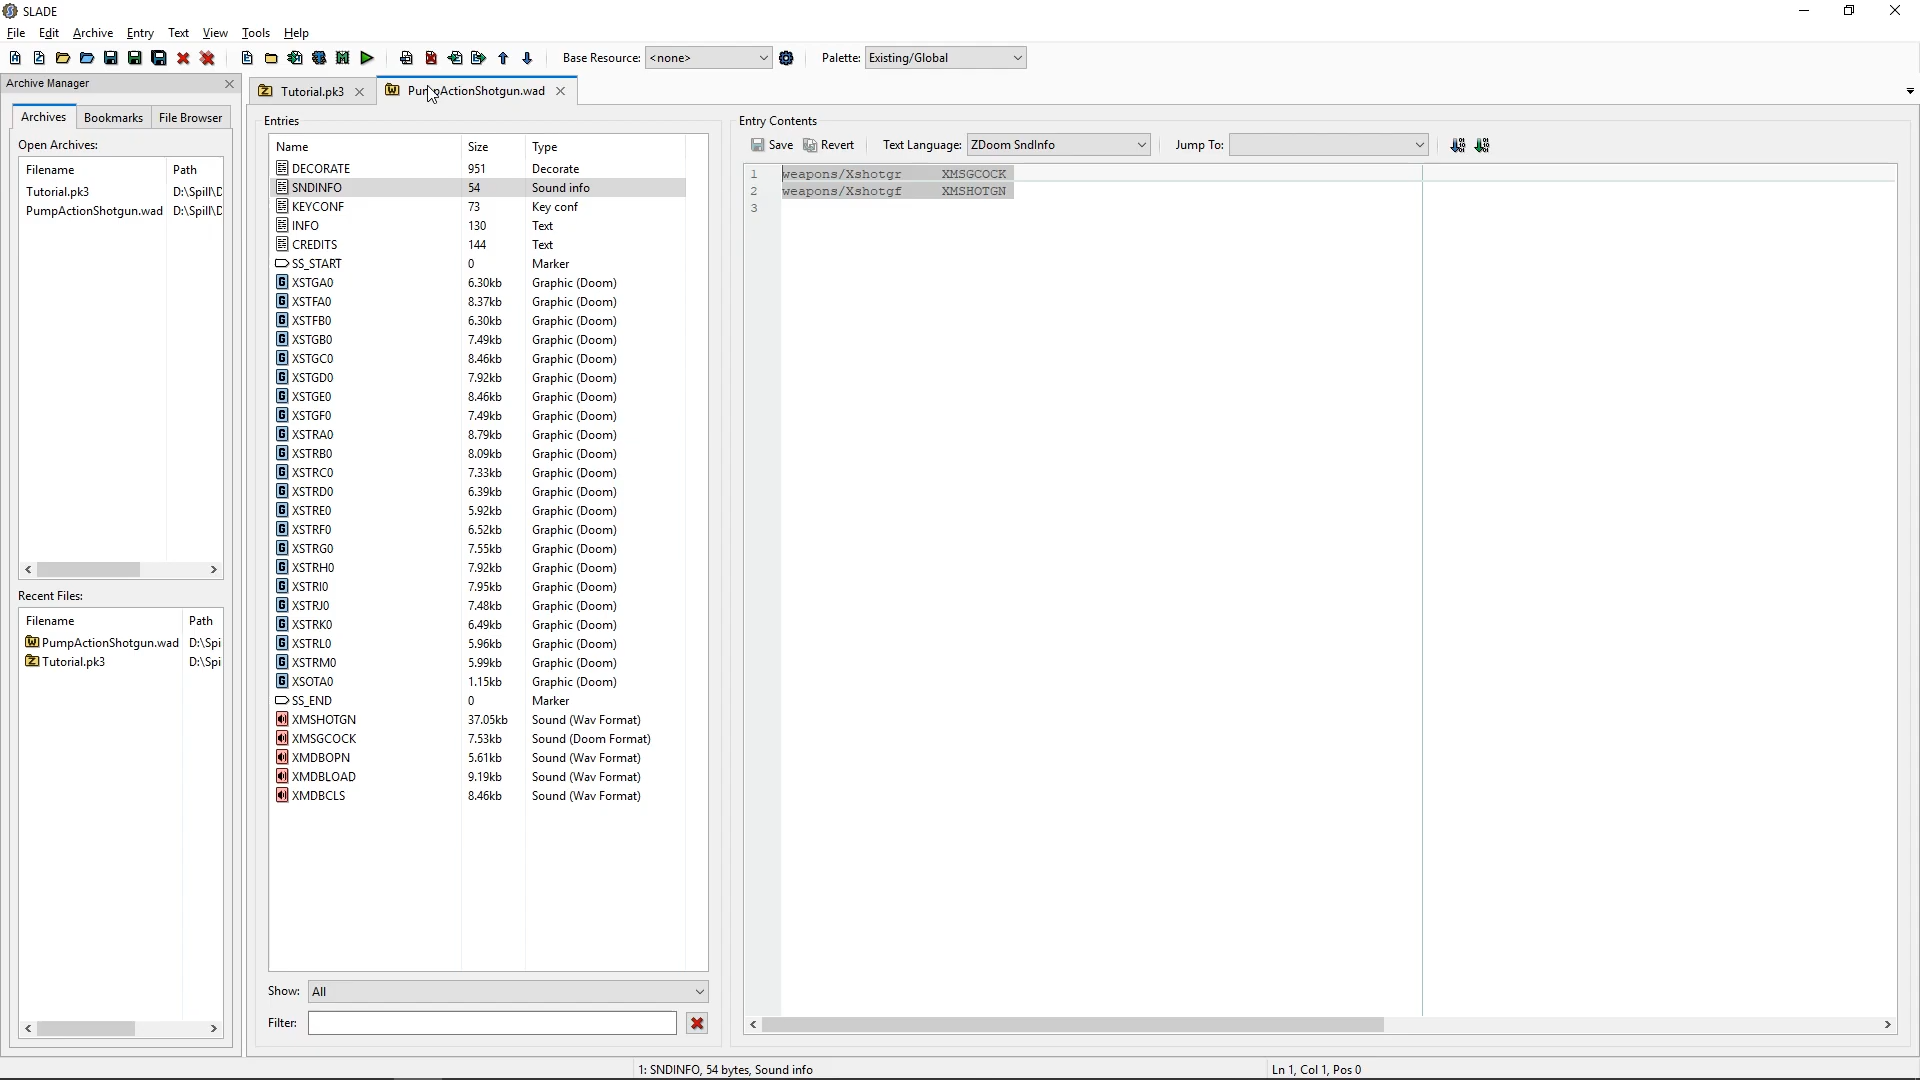 SLADE
File Edit Archive Entry Text View Tools Help
Base Resource: <none> Palette: Existing/Global
Archive Manager
Archives Bookmarks File Browser
Open Archives:
Filename Path
Tutorial.pk3 D:\Spill\D
PumpActionShotgun.wad D:\Spill\D
Recent Files:
Filename Path
PumpActionShotgun.wad D:\Spi
Tutorial.pk3 D:\Spi
Tutorial.pk3 PumpActionShotgun.wad
Entries
Name Size Type
DECORATE 951 Decorate
SNDINFO 54 Sound info
KEYCONF 73 Key conf
INFO 130 Text
CREDITS 144 Text
SS_START 0 Marker
XSTGA0 6.30kb Graphic (Doom)
XSTFA0 8.37kb Graphic (Doom)
XSTFB0 6.30kb Graphic (Doom)
XSTGB0 7.49kb Graphic (Doom)
XSTGC0 8.46kb Graphic (Doom)
XSTGD0 7.92kb Graphic (Doom)
XSTGE0 8.46kb Graphic (Doom)
XSTGF0 7.49kb Graphic (Doom)
XSTRA0 8.79kb Graphic (Doom)
XSTRB0 8.09kb Graphic (Doom)
XSTRC0 7.33kb Graphic (Doom)
XSTRD0 6.39kb Graphic (Doom)
XSTRE0 5.92kb Graphic (Doom)
XSTRF0 6.52kb Graphic (Doom)
XSTRG0 7.55kb Graphic (Doom)
XSTRH0 7.92kb Graphic (Doom)
XSTRI0 7.95kb Graphic (Doom)
XSTRJ0 7.48kb Graphic (Doom)
XSTRK0 6.49kb Graphic (Doom)
XSTRL0 5.96kb Graphic (Doom)
XSTRM0 5.99kb Graphic (Doom)
XSOTA0 1.15kb Graphic (Doom)
SS_END 0 Marker
XMSHOTGN 37.05kb Sound (Wav Format)
XMSGCOCK 7.53kb Sound (Doom Format)
XMDBOPN 5.61kb Sound (Wav Format)
XMDBLOAD 9.19kb Sound (Wav Format)
XMDBCLS 8.46kb Sound (Wav Format)
Show: All
Filter:
Entry Contents
Save Revert Text Language: ZDoom SndInfo Jump To:
1 weapons/Xshotgr XMSGCOCK
2 weapons/Xshotgf XMSHOTGN
3
1: SNDINFO, 54 bytes, Sound info Ln 1, Col 1, Pos 0